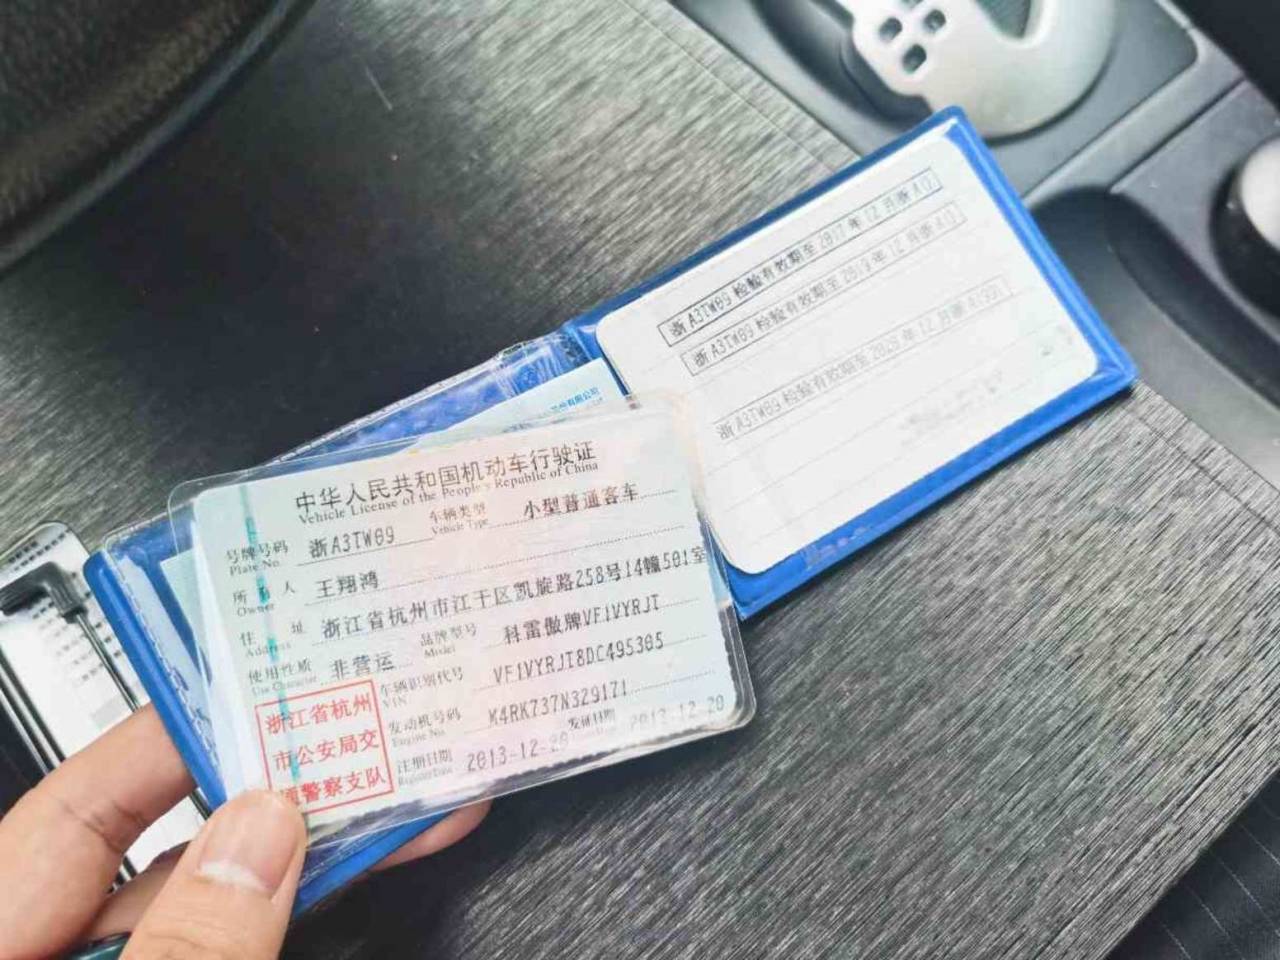 中华人民共和国机动车行驶证
Vehicle License of the People's Republic of China
号牌号码 浙A3TW09 车辆类型 小型普通客车
Plate No. Vehicle Type
所有人 王翔鸿
Owner
住址 浙江省杭州市江干区凯旋路258号14幢501室
Address
使用性质 非营运 品牌型号 科雷傲牌VF1VYRJT
Use Character Model
车辆识别代号 VF1VYRJT8DC495305
VIN
发动机号码 M4RK737N329171
Engine No.
注册日期 2013-12-20 发证日期 2013-12-20
Register Date
浙江省杭州
市公安局交
通警察支队
浙A3TW09 检验有效期至2017年12月浙A
浙A3TW09 检验有效期至2019年12月浙A
浙A3TW09 检验有效期至2020年12月浙A
份有限公司